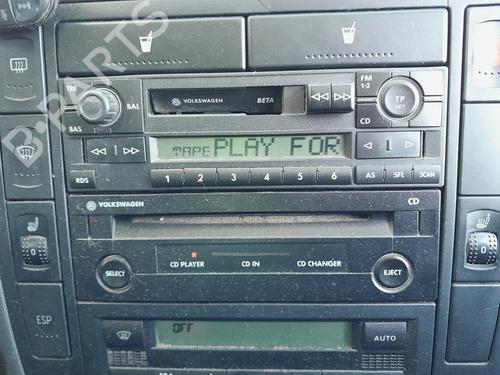 TRE
BAL
BAS
VOLKSWAGEN BETA
FM
1-2
TP
SET
CD
TAPE PLAY FOR
RDS 1 2 3 4 5 6 AS SFL SCAN
VOLKSWAGEN CD
0
0
SELECT
CD PLAYER CD IN CD CHANGER
EJECT
ESP
OFF
AUTO
B-PARTS